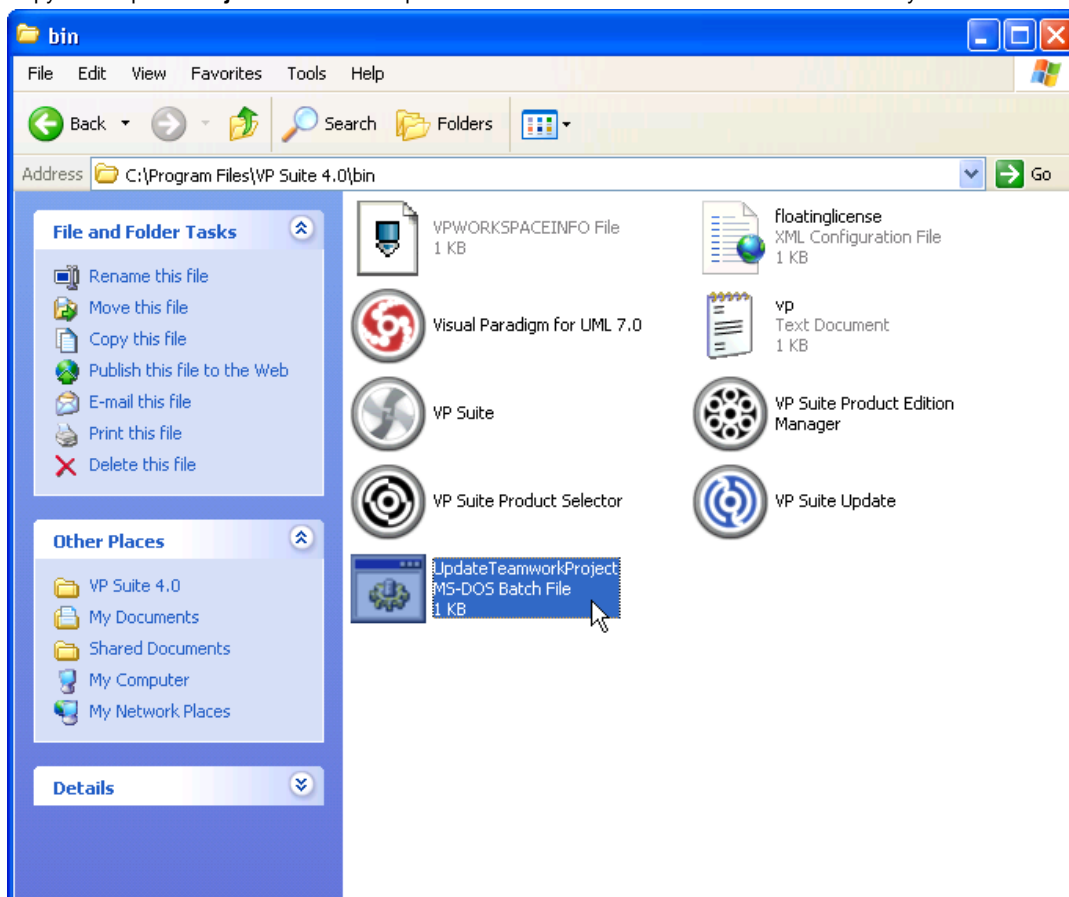 bin
File Edit View Favorites Tools Help
Back Search Folders
Address C:\Program Files\VP Suite 4.0\bin Go
File and Folder Tasks
Rename this file
Move this file
Copy this file
Publish this file to the Web
E-mail this file
Print this file
Delete this file
Other Places
VP Suite 4.0
My Documents
Shared Documents
My Computer
My Network Places
Details
VPWORKSPACEINFO File
1 KB
floatinglicense
XML Configuration File
1 KB
Visual Paradigm for UML 7.0
vp
Text Document
1 KB
VP Suite
VP Suite Product Edition
Manager
VP Suite Product Selector
VP Suite Update
UpdateTeamworkProject
MS-DOS Batch File
1 KB